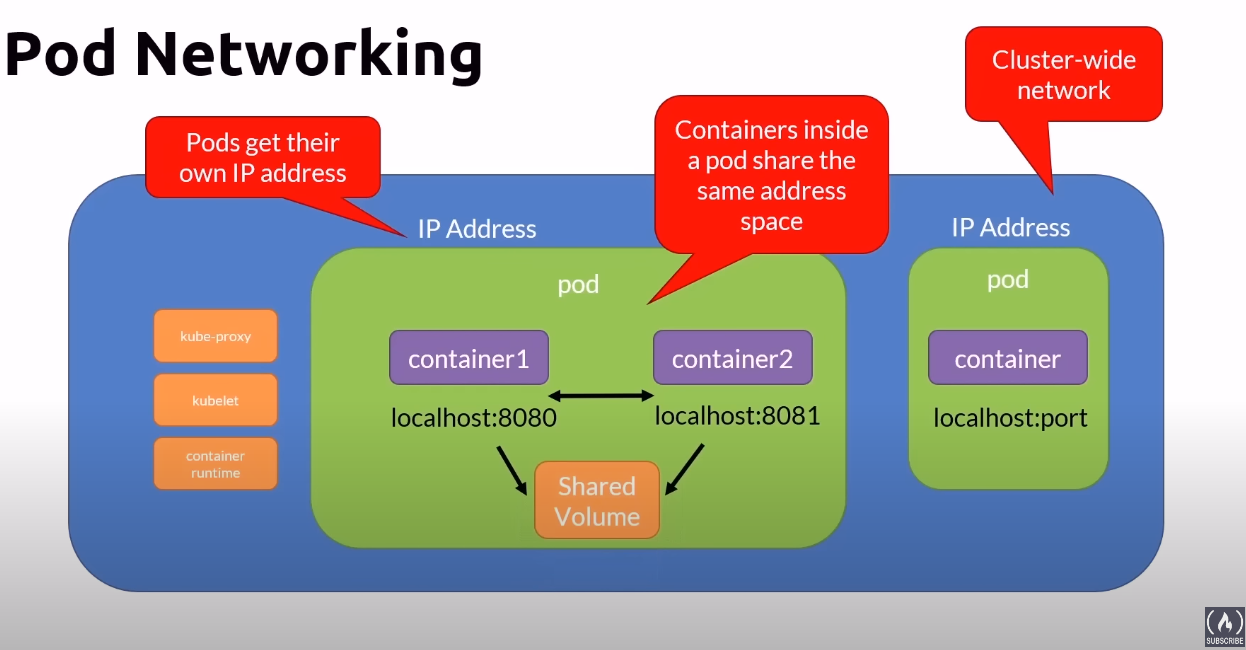 Pod Networking
Cluster-wide
network
Pods get their
own IP address
Containers inside
a pod share the
same address
space
IP Address
IP Address
pod
pod
kube-proxy
container1
container2
container
kubelet
localhost:8080
localhost:8081
localhost:port
container
runtime
Shared
Volume
SUBSCRIBE